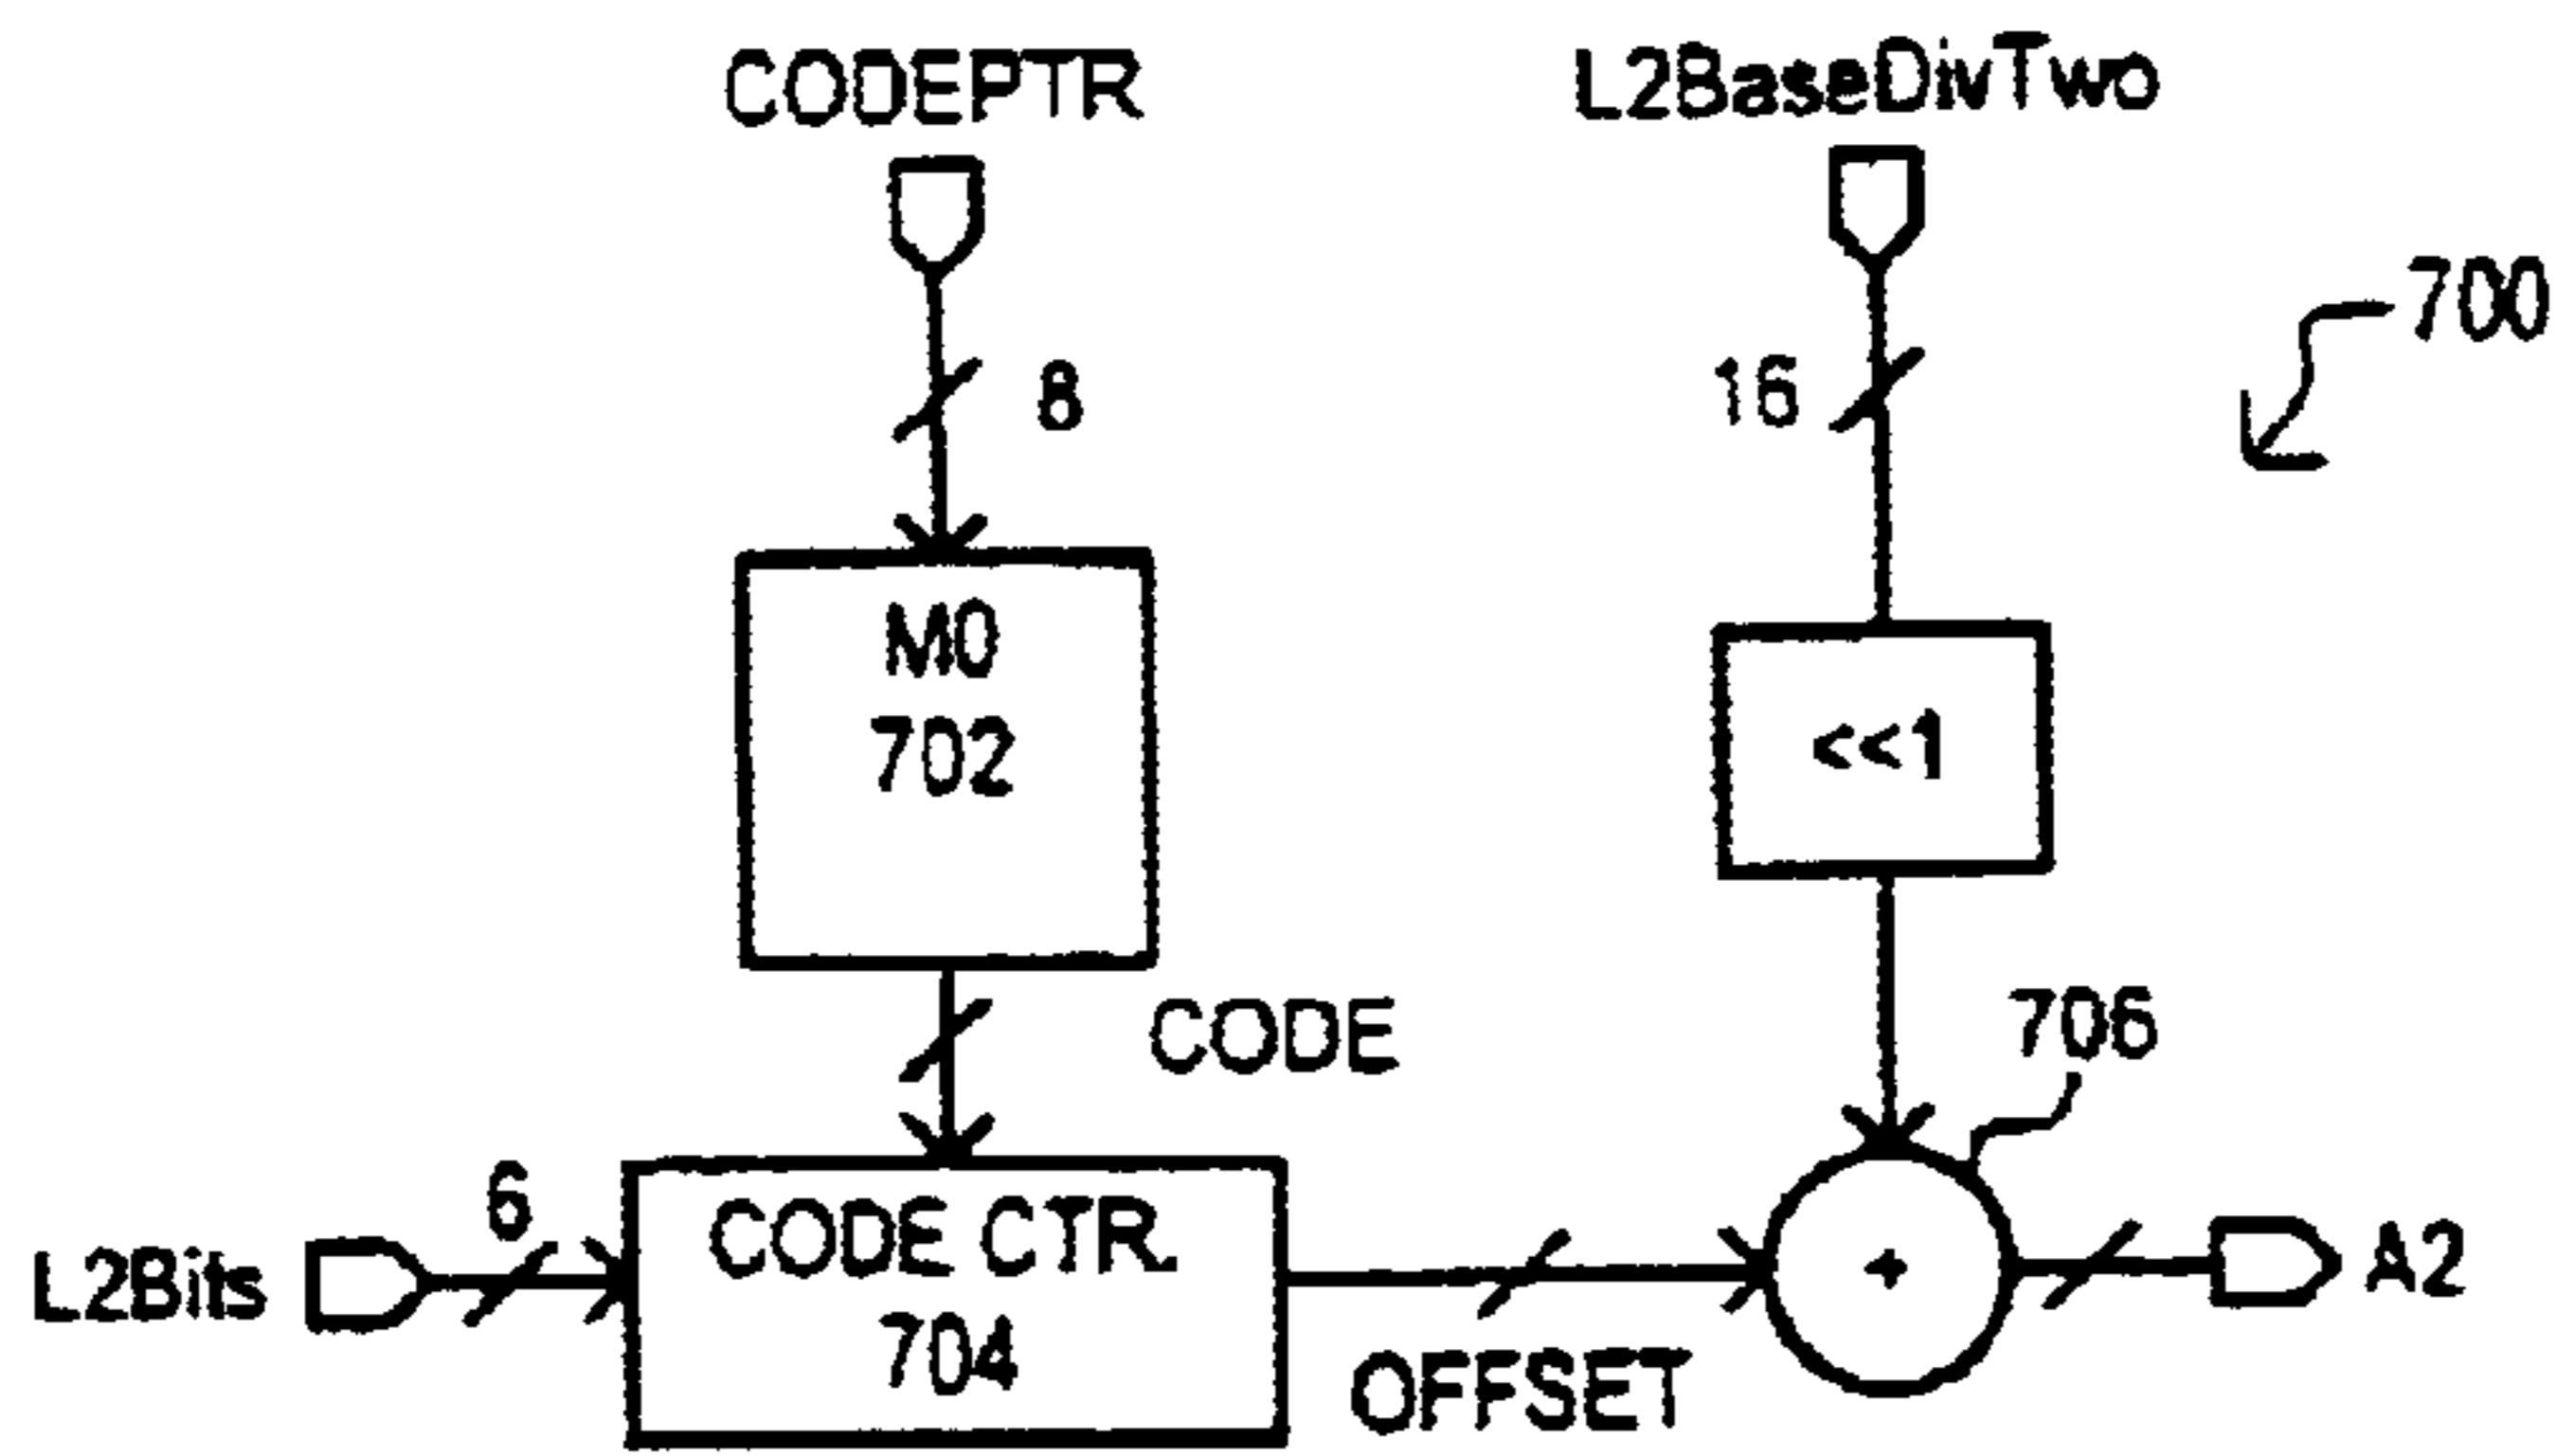 CODEPTR
L2BaseDivTwo
700
8
16
M0
702
<<1
CODE
706
6
L2Bits
CODE CTR.
704
+
A2
OFFSET